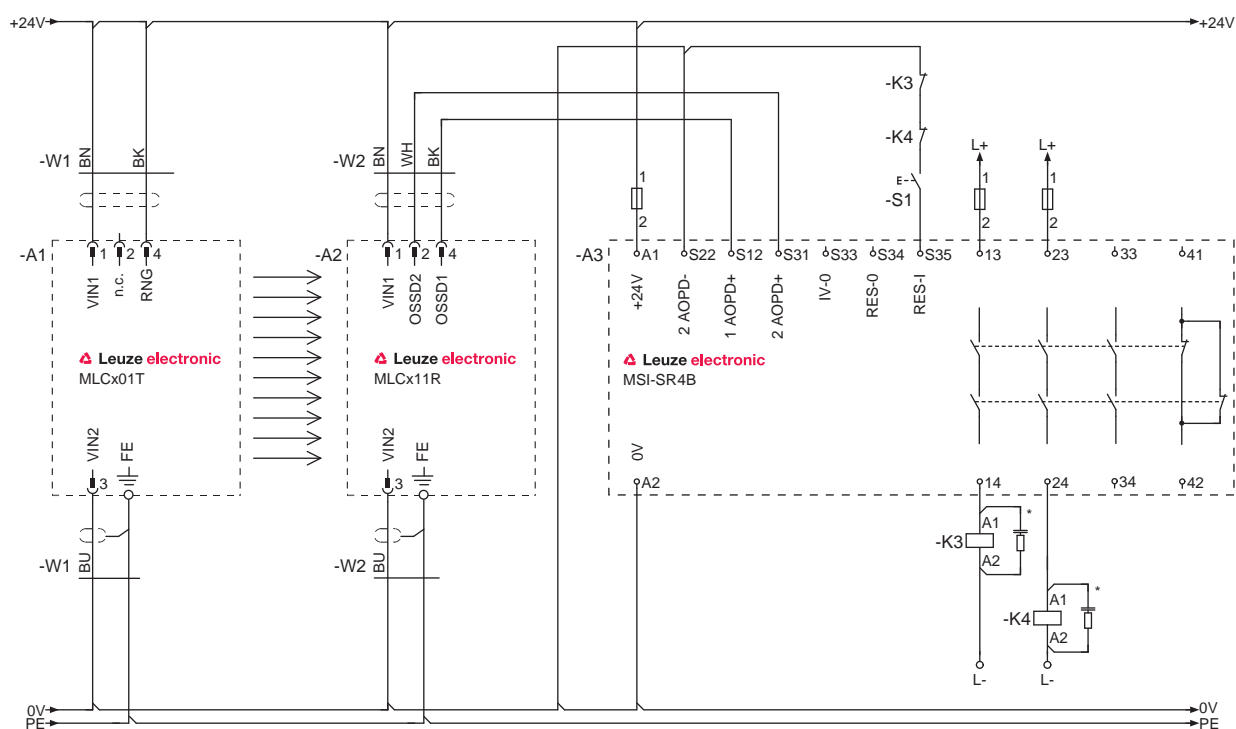 +24V +24V
-K3
-K4
L+ L+
-W1 BN BK -W2 BN WH BK
1 1 1
E-
-S1
2 2 2
-A1 1 2 4 -A2 1 2 4 -A3 A1 S22 S12 S31 S33 S34 S35 13 23 33 41
VIN1 n.c. RNG VIN1 OSSD2 OSSD1 +24V 2 AOPD- 1 AOPD+ 2 AOPD+ IV-0 RES-0 RES-I
Leuze electronic Leuze electronic Leuze electronic
MLCx01T MLCx11R MSI-SR4B
VIN2 FE VIN2 FE 0V
3 3 A2 14 24 34 42
A1 *
-K3
A2
-W1 BU -W2 BU
A1 *
-K4
A2
L- L-
0V 0V
PE PE